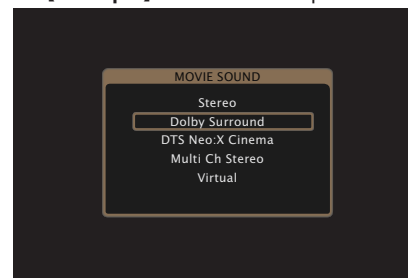 MOVIE SOUND
Stereo
Dolby Surround
DTS Neo:X Cinema
Multi Ch Stereo
Virtual